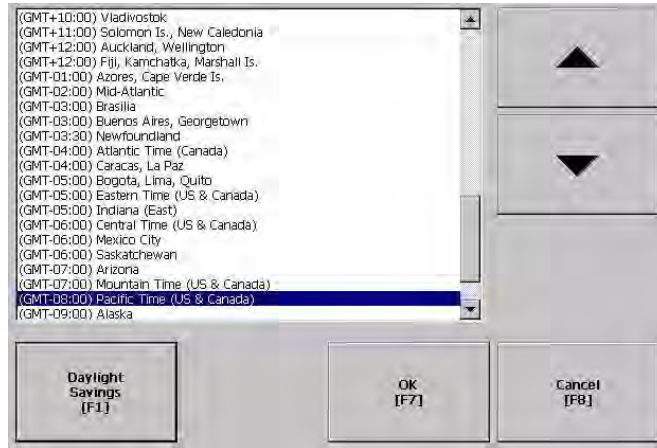 (GMT+10:00) Vladivostok
(GMT+11:00) Solomon Is., New Caledonia
(GMT+12:00) Auckland, Wellington
(GMT+12:00) Fiji, Kamchatka, Marshall Is.
(GMT-01:00) Azores, Cape Verde Is.
(GMT-02:00) Mid-Atlantic
(GMT-03:00) Brasilia
(GMT-03:00) Buenos Aires, Georgetown
(GMT-03:30) Newfoundland
(GMT-04:00) Atlantic Time (Canada)
(GMT-04:00) Caracas, La Paz
(GMT-05:00) Bogota, Lima, Quito
(GMT-05:00) Eastern Time (US & Canada)
(GMT-05:00) Indiana (East)
(GMT-06:00) Central Time (US & Canada)
(GMT-06:00) Mexico City
(GMT-06:00) Saskatchewan
(GMT-07:00) Arizona
(GMT-07:00) Mountain Time (US & Canada)
(GMT-08:00) Pacific Time (US & Canada)
(GMT-09:00) Alaska
Daylight
Savings
[F1]
OK
[F7]
Cancel
[F8]